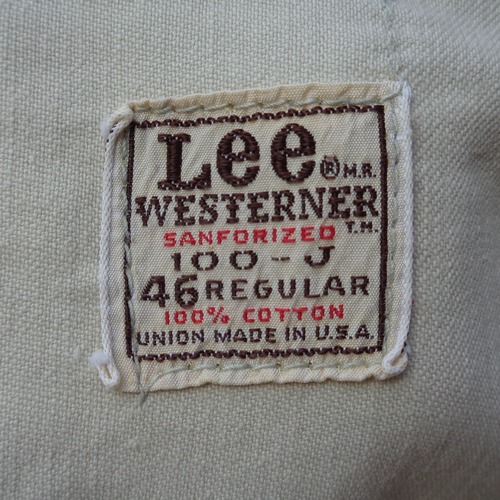 Lee ® M.R.
WESTERNER T.M.
SANFORIZED
100-J
46 REGULAR
100% COTTON
UNION MADE IN U.S.A.